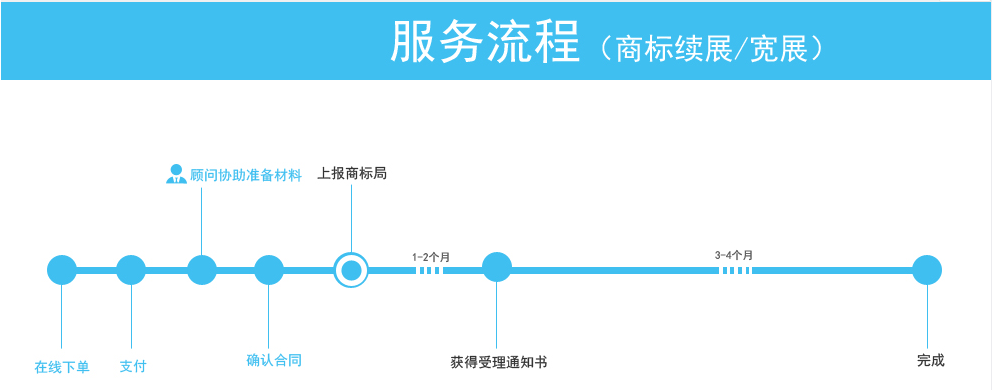 服务流程（商标续展/宽展）
顾问协助准备材料
上报商标局
1-2个月
3-4个月
在线下单
支付
确认合同
获得受理通知书
完成